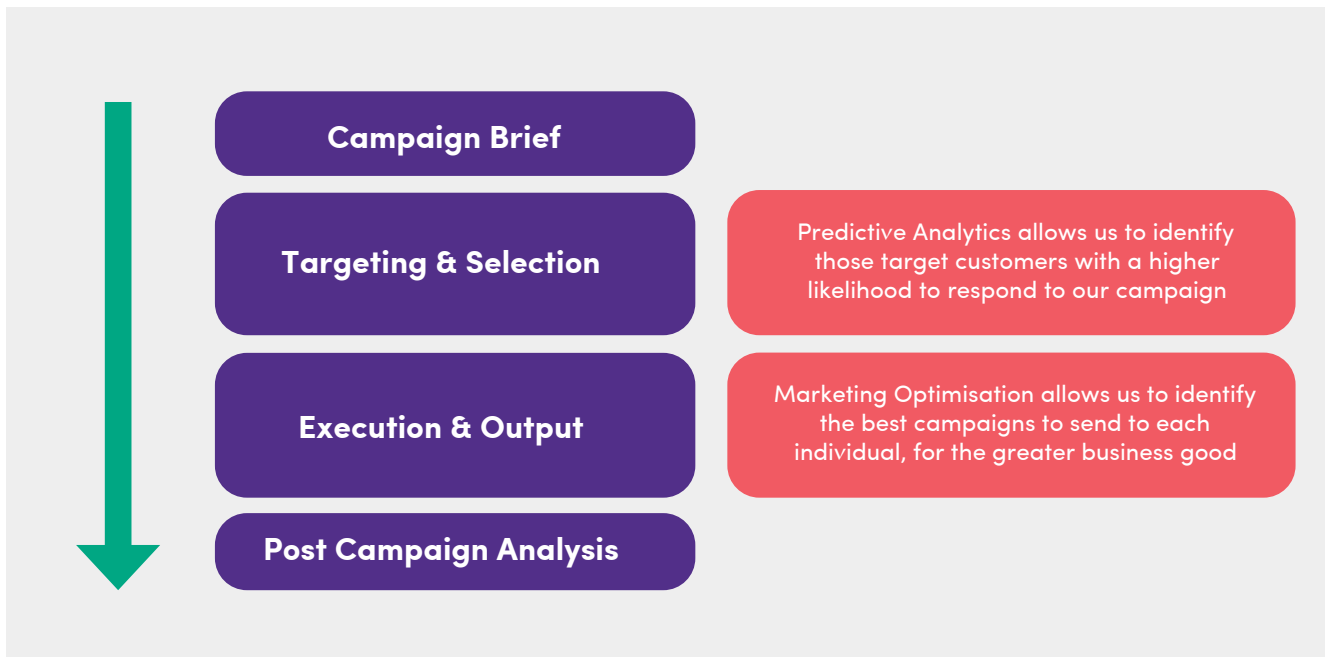 Campaign Brief
Targeting & Selection
Predictive Analytics allows us to identify
those target customers with a higher
likelihood to respond to our campaign
Execution & Output
Marketing Optimisation allows us to identify
the best campaigns to send to each
individual, for the greater business good
Post Campaign Analysis